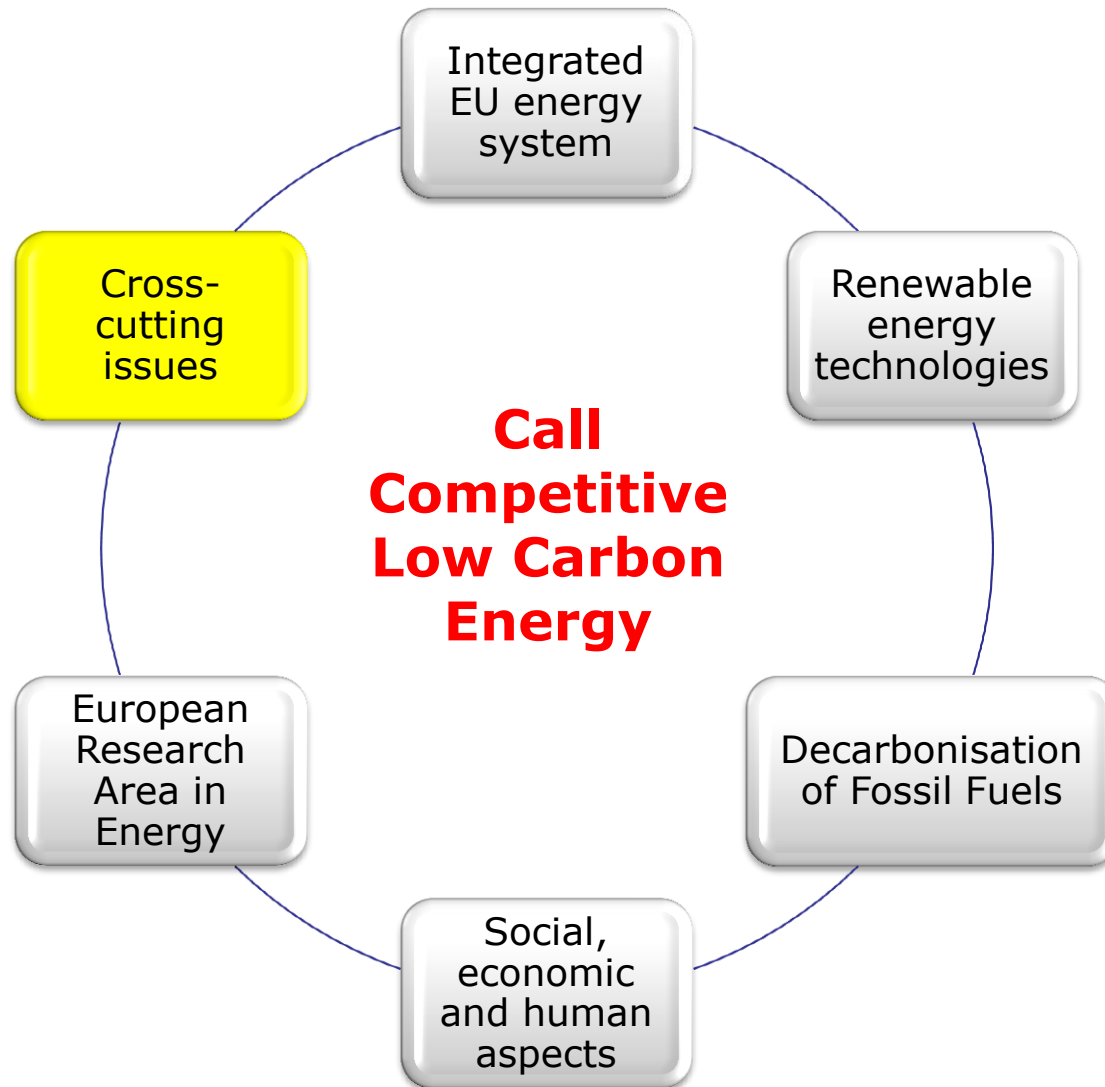 Integrated
EU energy
system
Renewable
energy
technologies
Decarbonisation
of Fossil Fuels
Social,
economic
and human
aspects
European
Research
Area in
Energy
Cross-
cutting
issues
Call
Competitive
Low Carbon
Energy